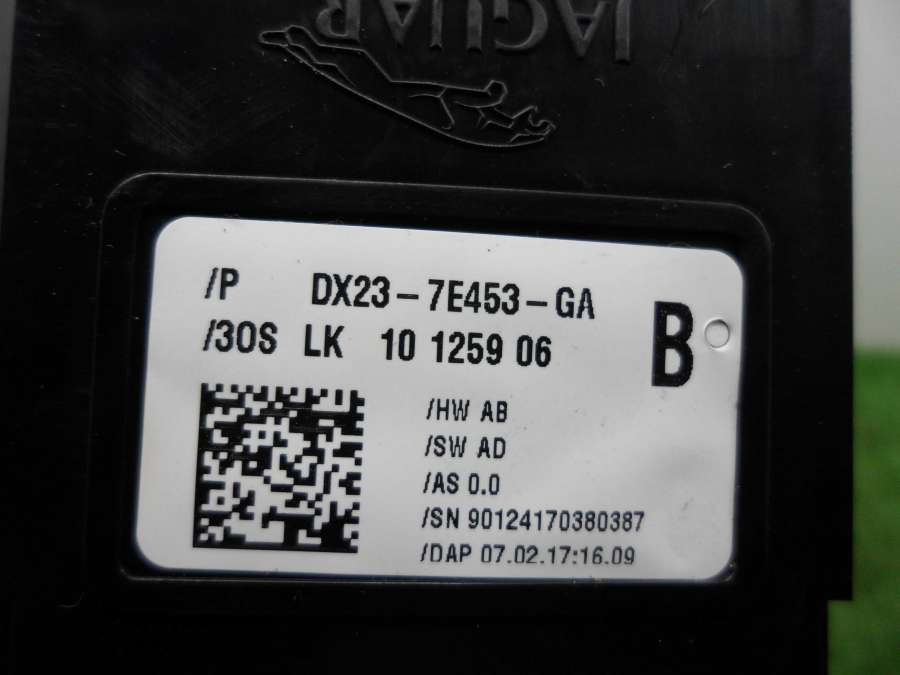 JAGUAR
/P DX23-7E453-GA
B
/30S LK 10 1259 06
/HW AB
/SW AD
/AS 0.0
/SN 90124170380387
/DAP 07.02.17:16.09